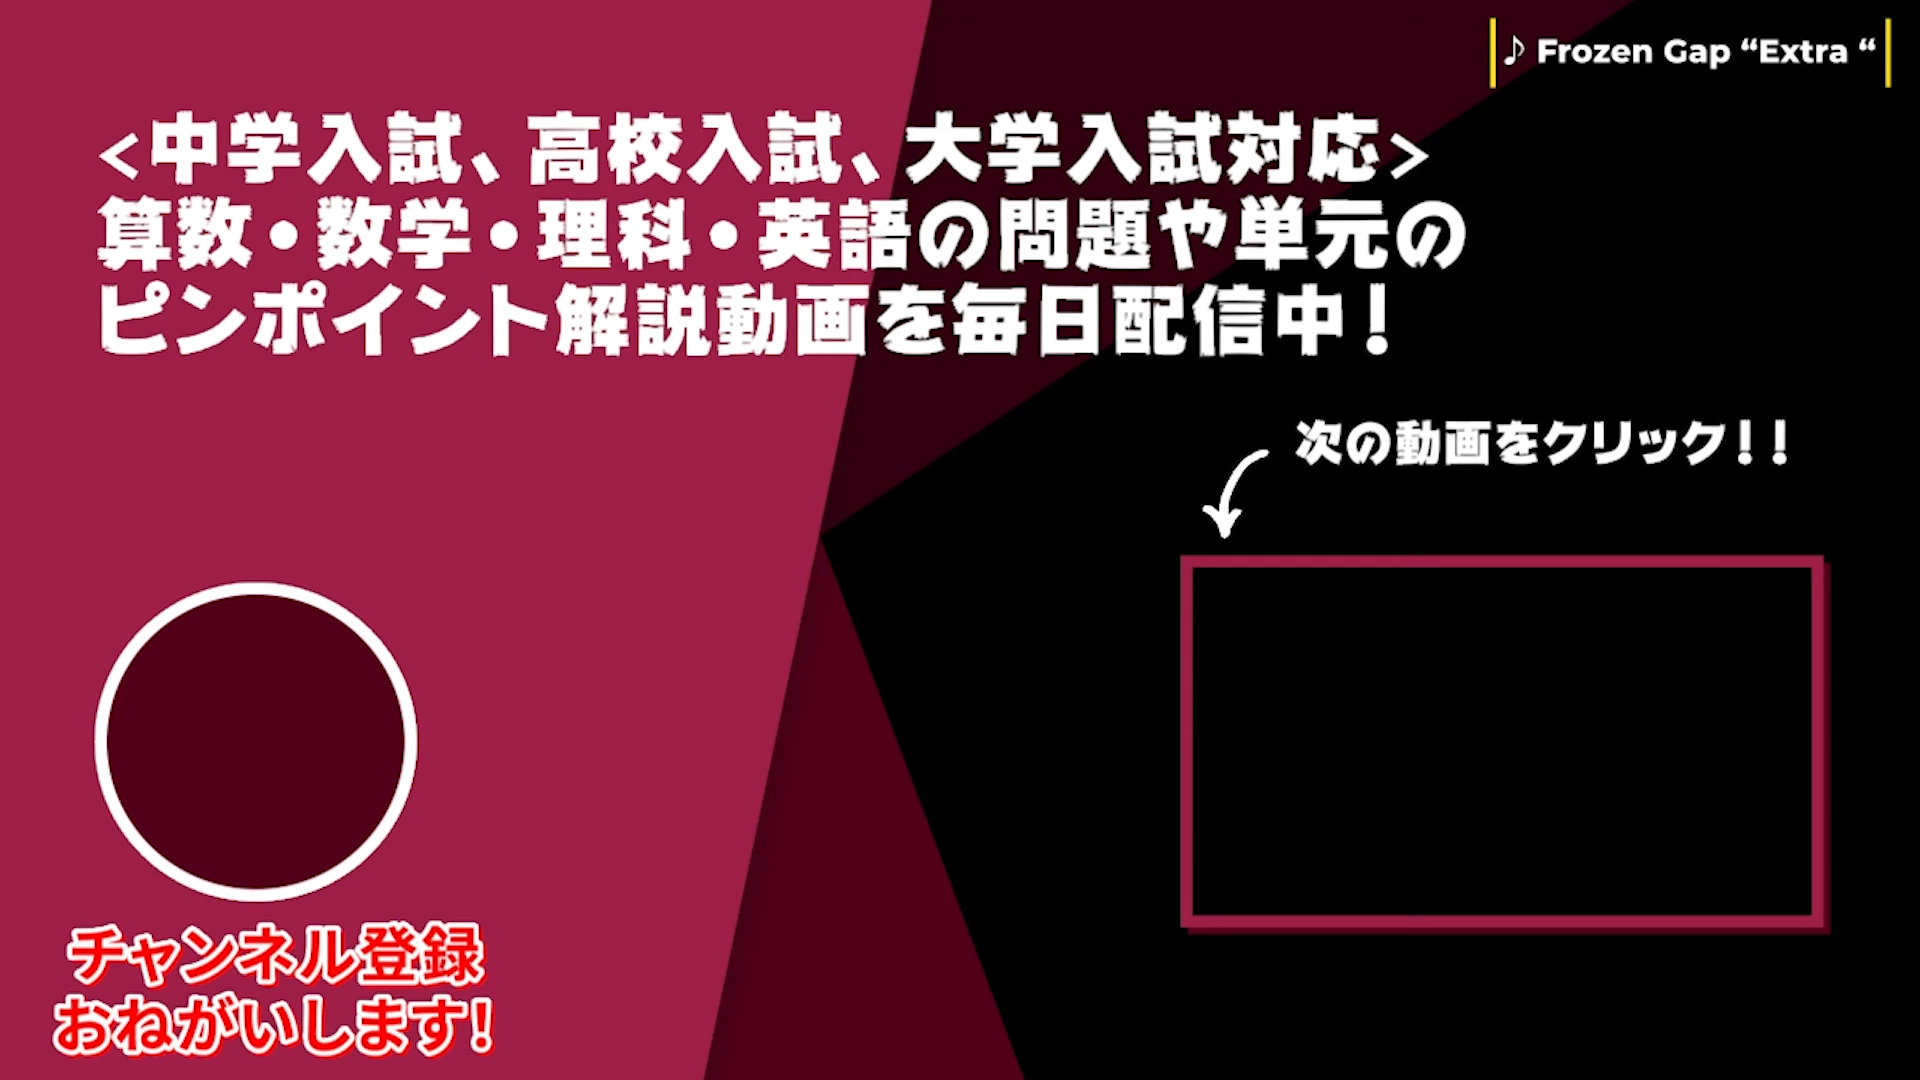 ♪ Frozen Gap “Extra “
<中学入試、高校入試、大学入試対応>
算数・数学・理科・英語の問題や単元の
ピンポイント解説動画を毎日配信中!
次の動画をクリック!!
チャンネル登録
おねがいします!